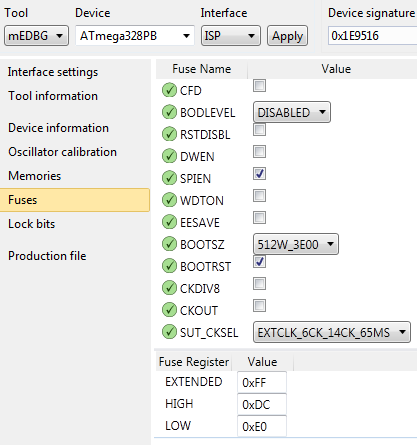 Tool Device Interface Device signature
mEDBG ATmega328PB ISP Apply 0x1E9516
Interface settings
Tool information
Device information
Oscillator calibration
Memories
Fuses
Lock bits
Production file
Fuse Name Value
CFD
BODLEVEL DISABLED
RSTDISBL
DWEN
SPIEN
WDTON
EESAVE
BOOTSZ 512W_3E00
BOOTRST
CKDIV8
CKOUT
SUT_CKSEL EXTCLK_6CK_14CK_65MS
Fuse Register Value
EXTENDED 0xFF
HIGH 0xDC
LOW 0xE0